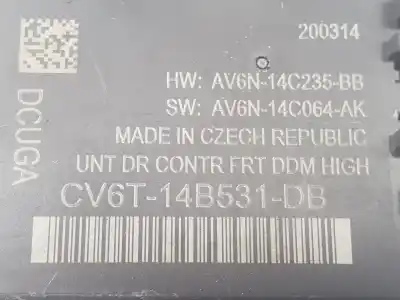 200314
HW: AV6N-14C235-BB
SW: AV6N-14C064-AK
MADE IN CZECH REPUBLIC
UNT DR CONTR FRT DDM HIGH
CV6T-14B531-DB
DCUGA